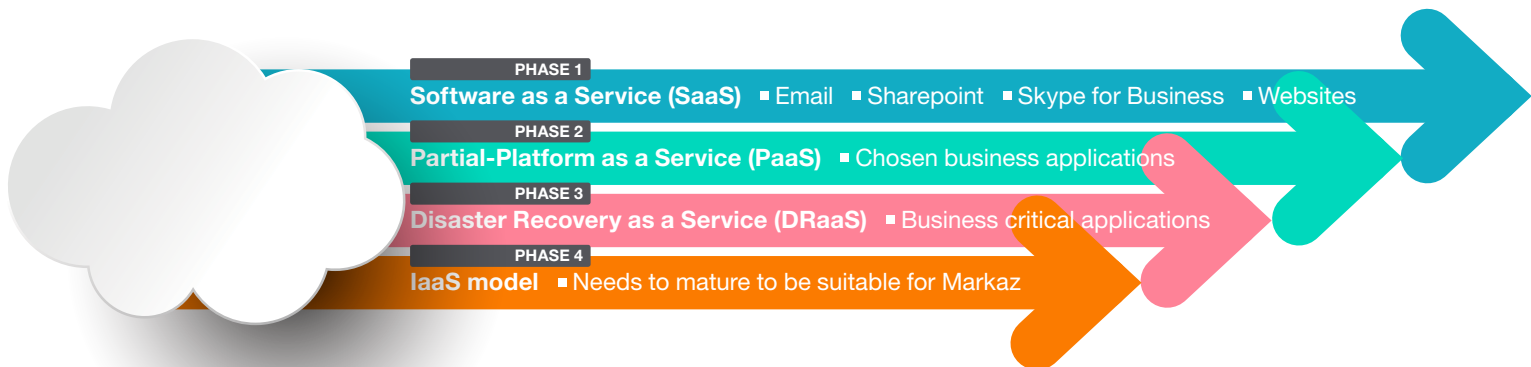 PHASE 1
Software as a Service (SaaS) ▪ Email ▪ Sharepoint ▪ Skype for Business ▪ Websites
PHASE 2
Partial-Platform as a Service (PaaS) ▪ Chosen business applications
PHASE 3
Disaster Recovery as a Service (DRaaS) ▪ Business critical applications
PHASE 4
IaaS model ▪ Needs to mature to be suitable for Markaz